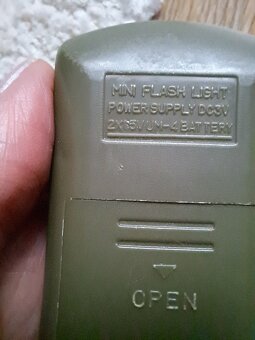 MINI FLASH LIGHT
POWER SUPPLY DC3V
2X1.5V UM-4 BATTERY
OPEN